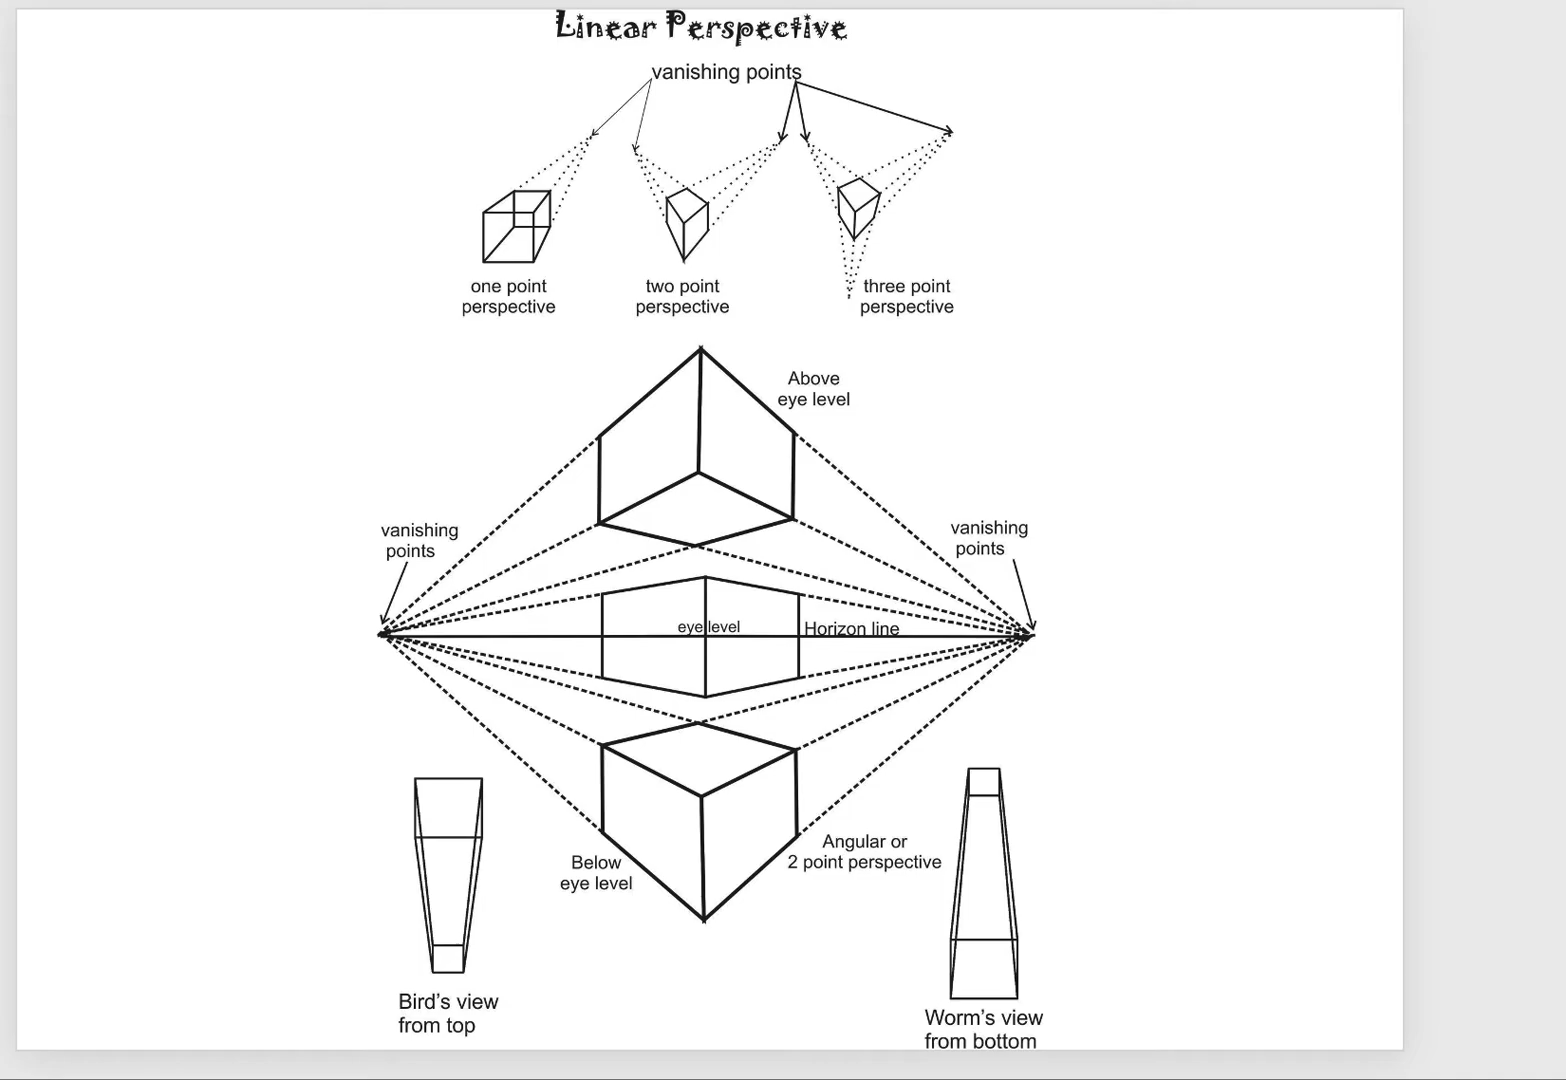 Linear Perspective
vanishing points
one point
perspective
two point
perspective
three point
perspective
Above
eye level
vanishing
points
vanishing
points
eye level
Horizon line
Below
eye level
Angular or
2 point perspective
Bird's view
from top
Worm's view
from bottom